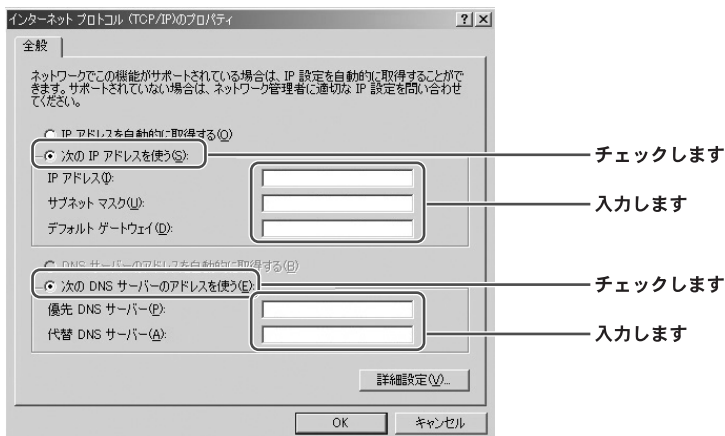 インターネット プロトコル (TCP/IP)のプロパティ
全般
ネットワークでこの機能がサポートされている場合は、IP 設定を自動的に取得することがで
きます。サポートされていない場合は、ネットワーク管理者に適切な IP 設定を問い合わせ
てください。
IP アドレスを自動的に取得する(O)
次の IP アドレスを使う(S):
チェックします
IP アドレス(I):
サブネット マスク(U):
入力します
デフォルト ゲートウェイ(D):
DNS サーバーのアドレスを自動的に取得する(B)
次の DNS サーバーのアドレスを使う(E):
チェックします
優先 DNS サーバー(P):
代替 DNS サーバー(A):
入力します
詳細設定(V)...
OK
キャンセル